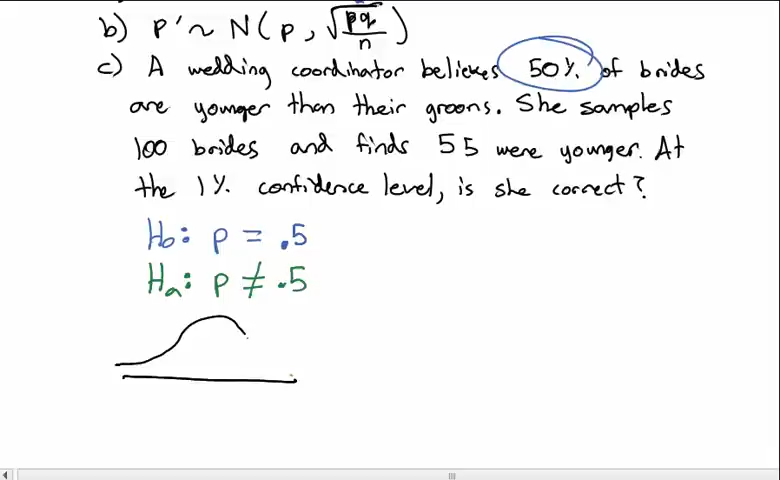 b) P' ~ N(p, √(pq/n))
c) A wedding coordinator believes 50% of brides
are younger than their grooms. She samples
100 brides and finds 55 were younger. At
the 1% confidence level, is she correct?
H₀: p = .5
Hₐ: p ≠ .5